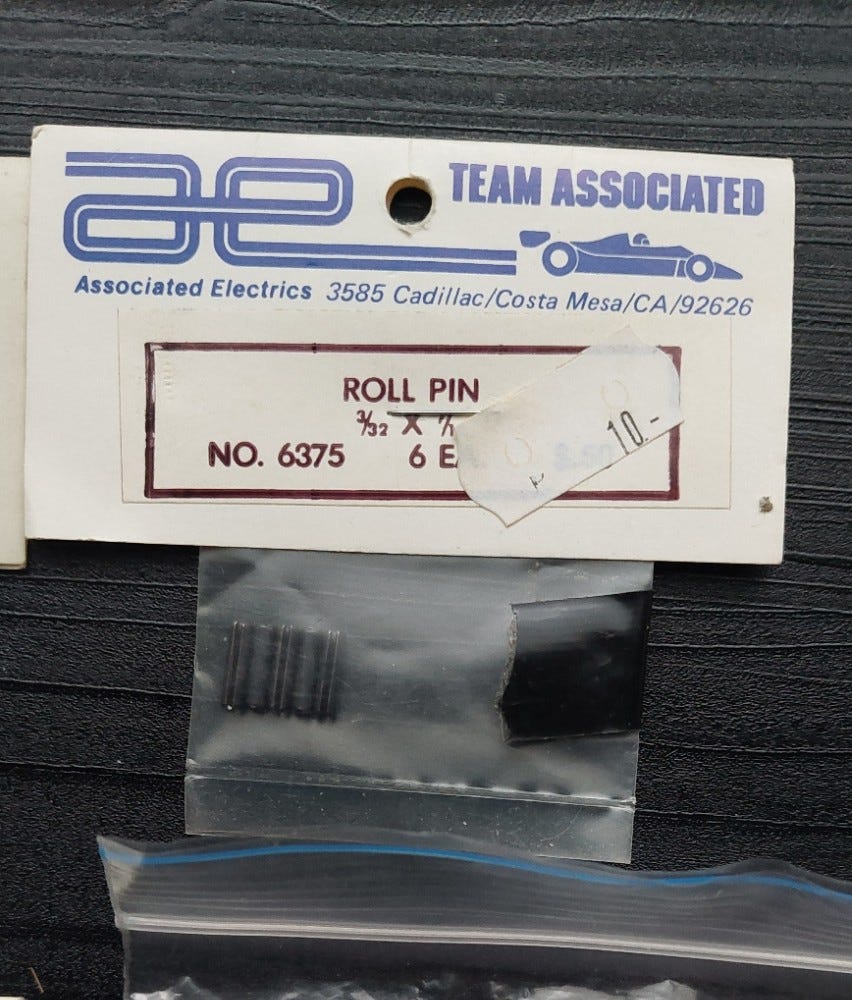 ae TEAM ASSOCIATED
Associated Electrics 3585 Cadillac/Costa Mesa/CA/92626
ROLL PIN
3/32 X
NO. 6375 6 EA
10.-